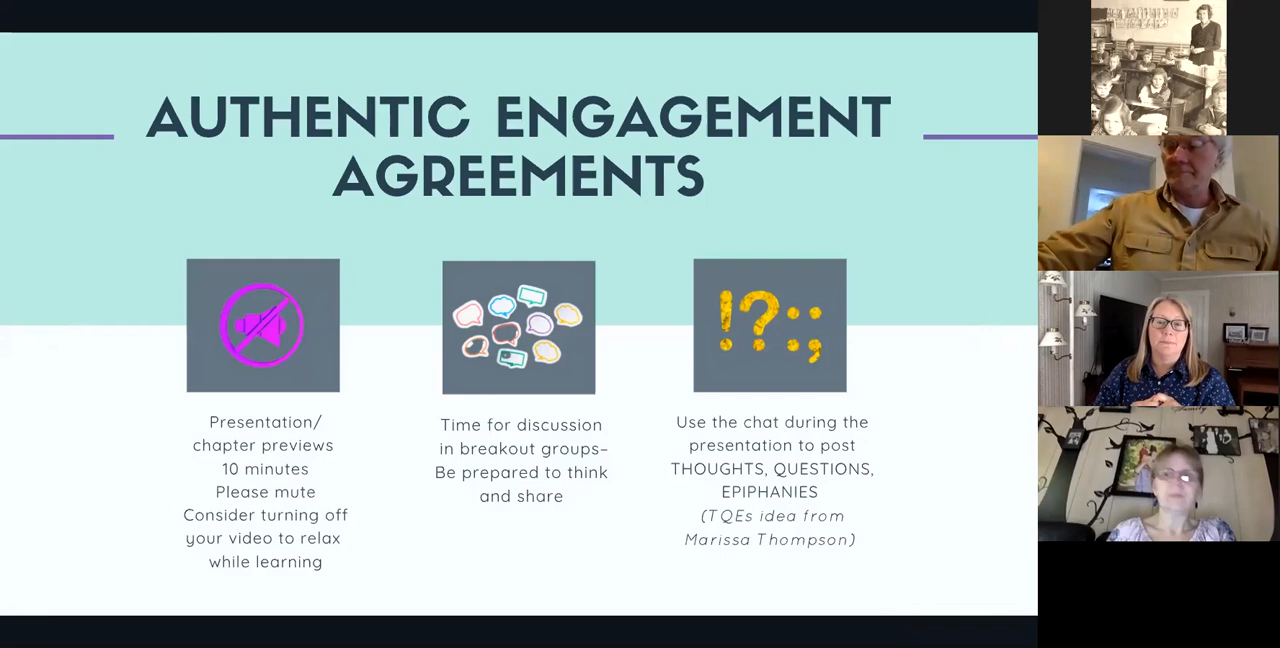 AUTHENTIC ENGAGEMENT
AGREEMENTS
!?:;
Presentation/
chapter previews
10 minutes
Please mute
Consider turning off
your video to relax
while learning
Time for discussion
in breakout groups–
Be prepared to think
and share
Use the chat during the
presentation to post
THOUGHTS, QUESTIONS,
EPIPHANIES
(TQEs idea from
Marissa Thompson)
family